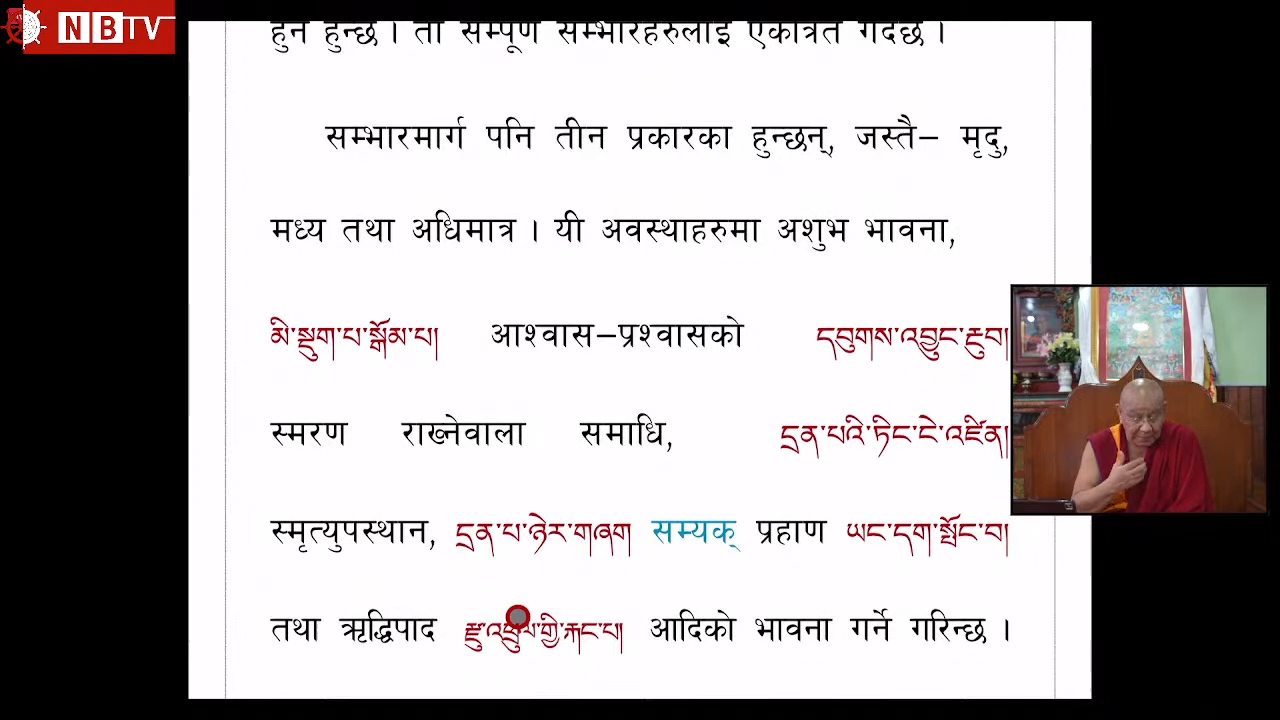 NBTV
हुने हुन्छ । ती सम्पूर्ण सम्भारहरुलाई एकत्रित गर्दछ ।
सम्भारमार्ग पनि तीन प्रकारका हुन्छन्, जस्तै– मृदु,
मध्य तथा अधिमात्र । यी अवस्थाहरुमा अशुभ भावना,
མི་སྡུག་པ་སྒོམ་པ། आश्वास–प्रश्वासको དབུགས་འབྱུང་རྔུབ།
स्मरण राख्नेवाला समाधि, དྲན་པའི་ཏིང་ངེ་འཛིན།
स्मृत्युपस्थान, དྲན་པ་ཉེར་གཞག सम्यक् प्रहाण ཡང་དག་སྤོང་བ།
तथा ऋद्धिपाद རྫུ་འཕྲུལ་གྱི་རྐང་པ། आदिको भावना गर्ने गरिन्छ ।